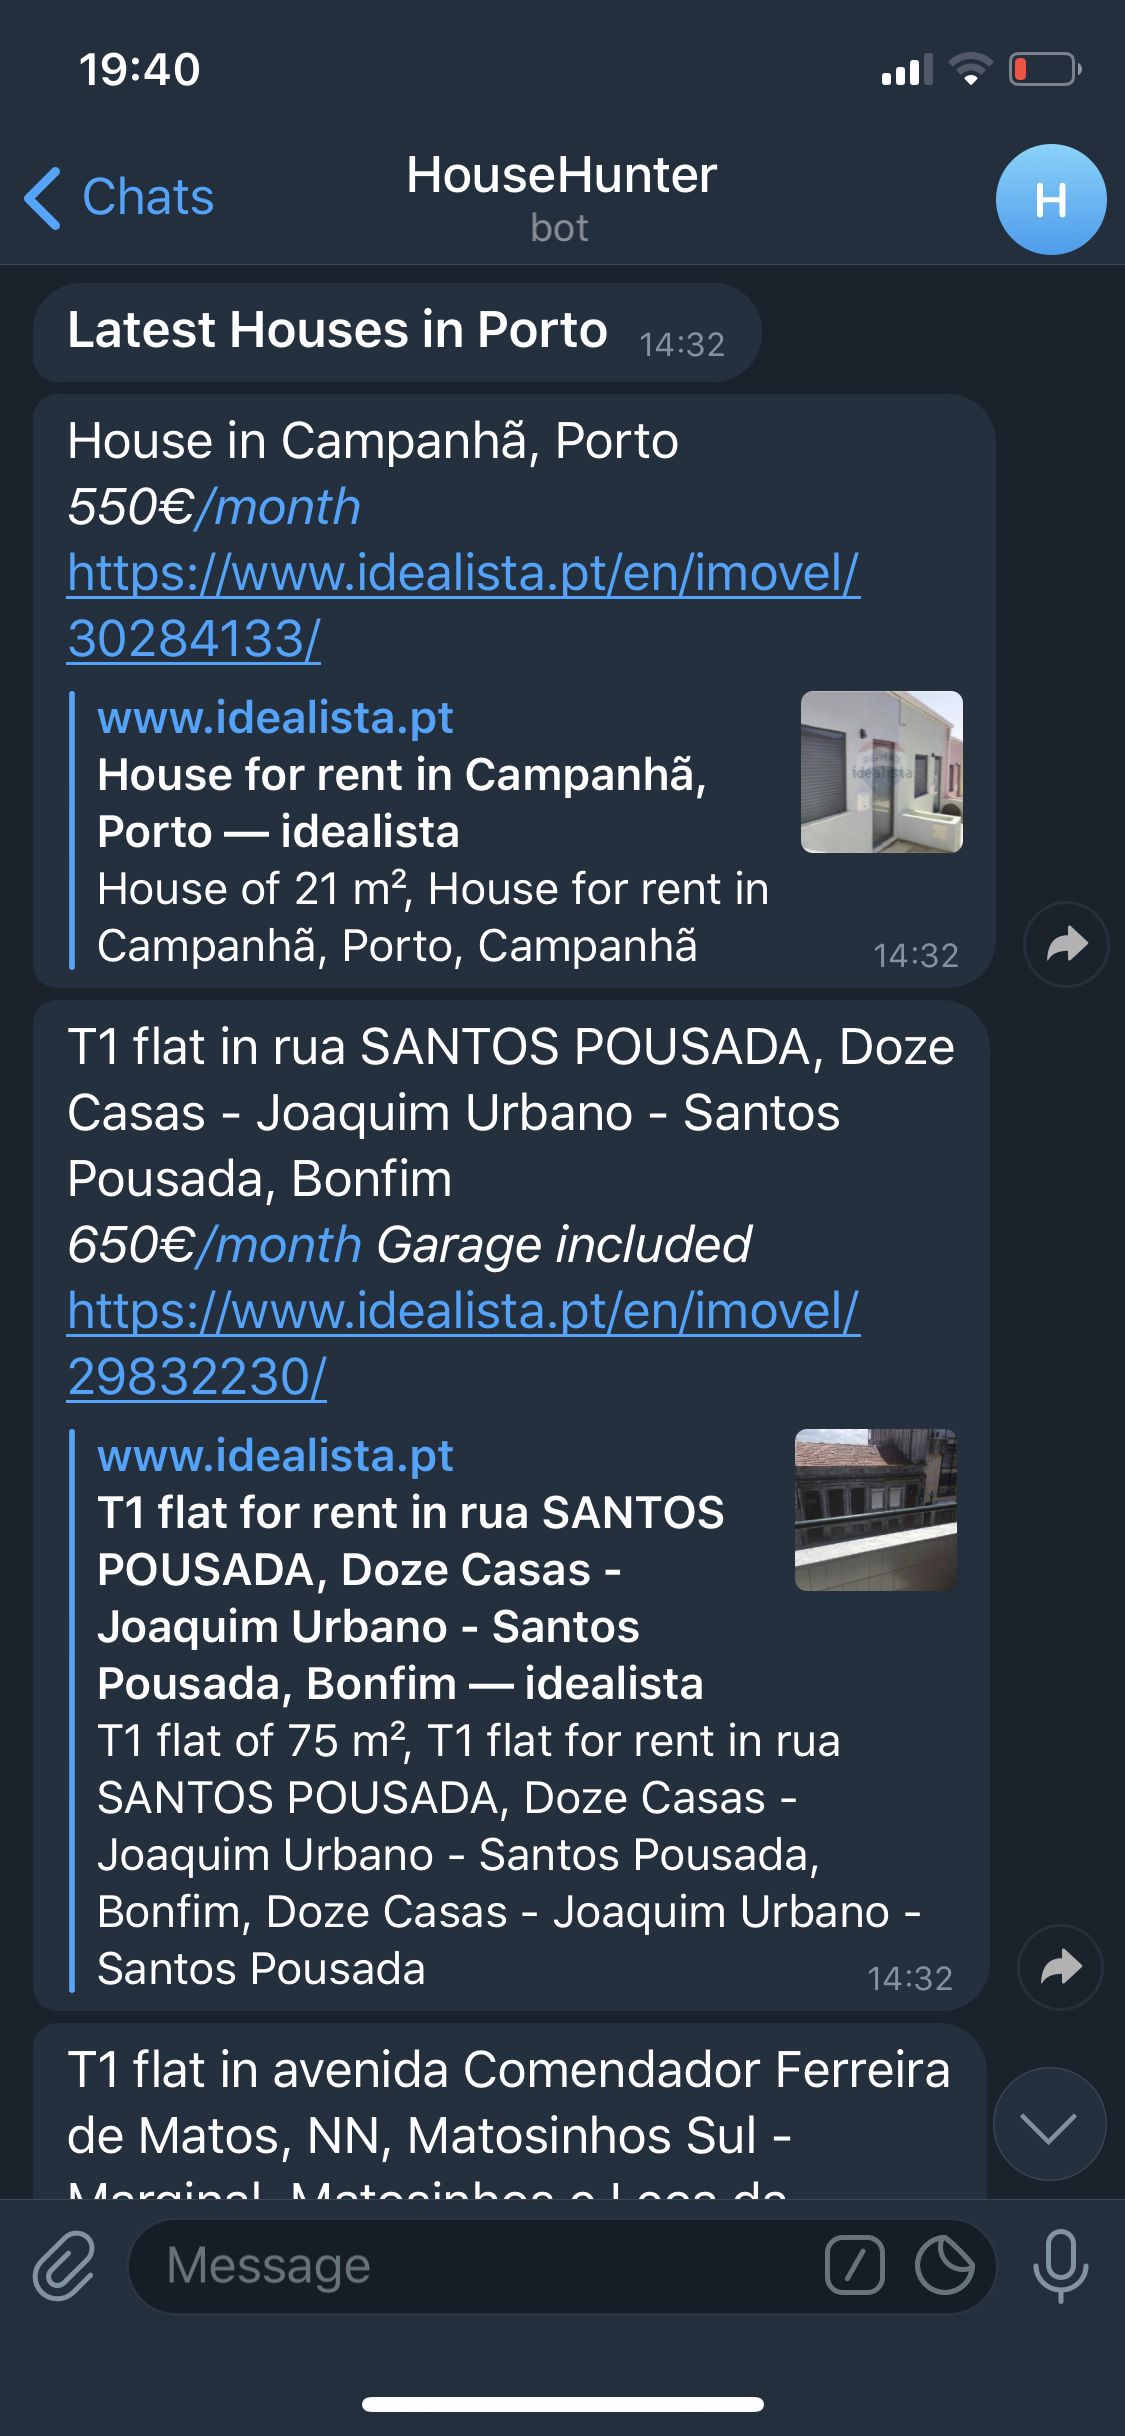 19:40
Chats
HouseHunter
bot
H
Latest Houses in Porto 14:32
House in Campanhã, Porto
550€/month
https://www.idealista.pt/en/imovel/
30284133/
www.idealista.pt
House for rent in Campanhã,
Porto — idealista
House of 21 m², House for rent in
Campanhã, Porto, Campanhã
14:32
idealista
T1 flat in rua SANTOS POUSADA, Doze
Casas - Joaquim Urbano - Santos
Pousada, Bonfim
650€/month Garage included
https://www.idealista.pt/en/imovel/
29832230/
www.idealista.pt
T1 flat for rent in rua SANTOS
POUSADA, Doze Casas -
Joaquim Urbano - Santos
Pousada, Bonfim — idealista
T1 flat of 75 m², T1 flat for rent in rua
SANTOS POUSADA, Doze Casas -
Joaquim Urbano - Santos Pousada,
Bonfim, Doze Casas - Joaquim Urbano -
Santos Pousada
14:32
T1 flat in avenida Comendador Ferreira
de Matos, NN, Matosinhos Sul -
Marginal, Matosinhos e Leça da
Message